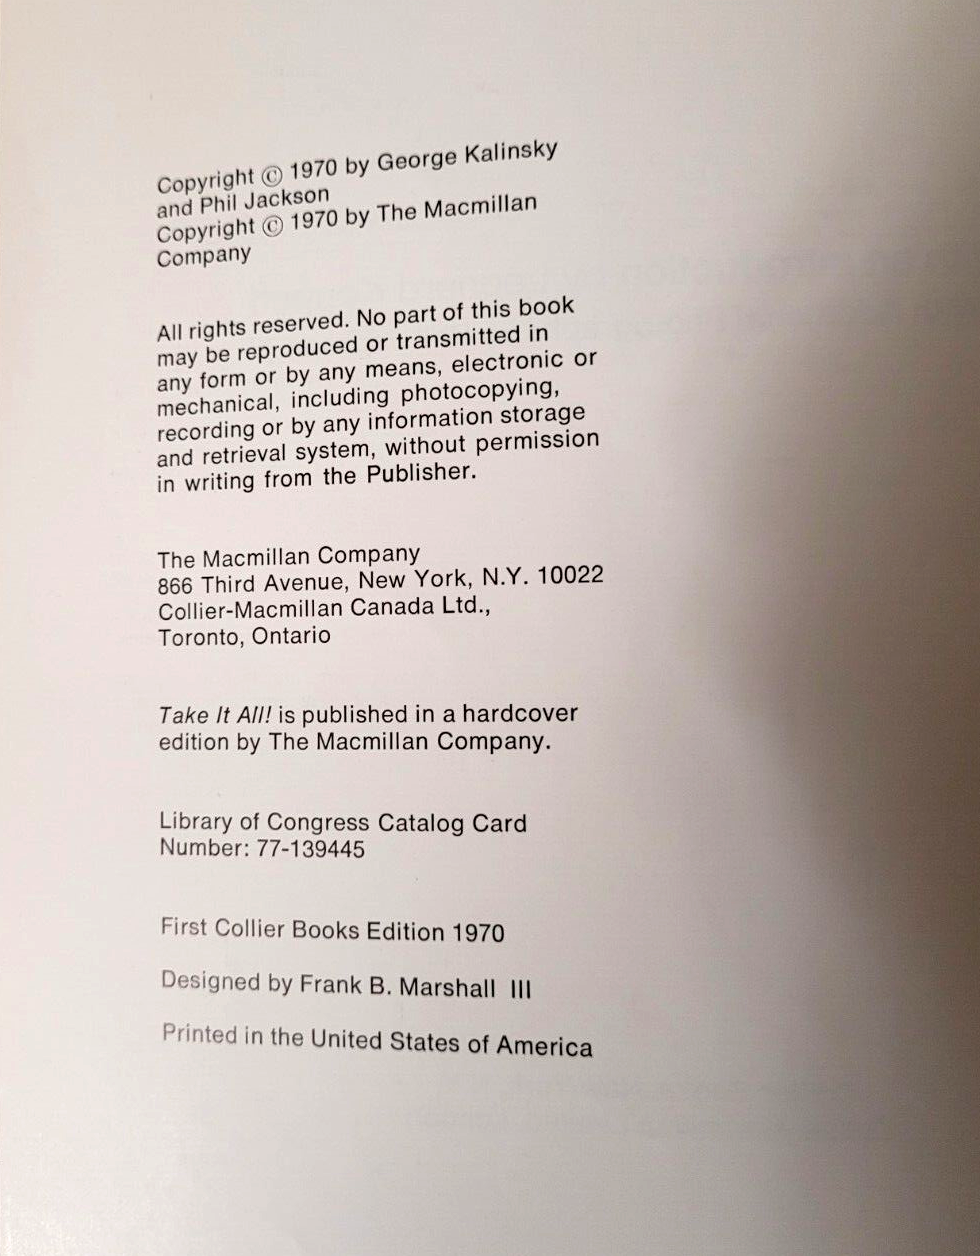 Copyright © 1970 by George Kalinsky
and Phil Jackson
Copyright © 1970 by The Macmillan
Company
All rights reserved. No part of this book
may be reproduced or transmitted in
any form or by any means, electronic or
mechanical, including photocopying,
recording or by any information storage
and retrieval system, without permission
in writing from the Publisher.
The Macmillan Company
866 Third Avenue, New York, N.Y. 10022
Collier-Macmillan Canada Ltd.,
Toronto, Ontario
Take It All! is published in a hardcover
edition by The Macmillan Company.
Library of Congress Catalog Card
Number: 77-139445
First Collier Books Edition 1970
Designed by Frank B. Marshall III
Printed in the United States of America